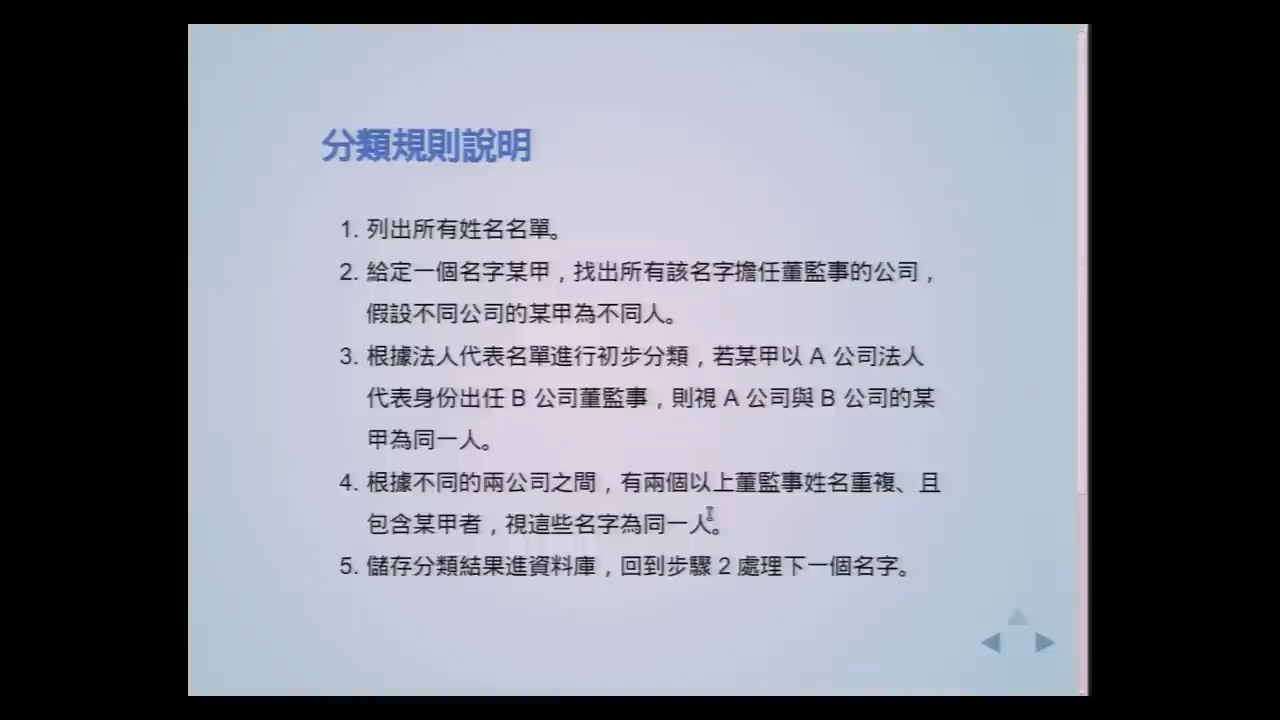 分類規則說明
1. 列出所有姓名名單。
2. 給定一個名字某甲，找出所有該名字擔任董監事的公司，
假設不同公司的某甲為不同人。
3. 根據法人代表名單進行初步分類，若某甲以 A 公司法人
代表身份出任 B 公司董監事，則視 A 公司與 B 公司的某
甲為同一人。
4. 根據不同的兩公司之間，有兩個以上董監事姓名重複、且
包含某甲者，視這些名字為同一人。
5. 儲存分類結果進資料庫，回到步驟 2 處理下一個名字。